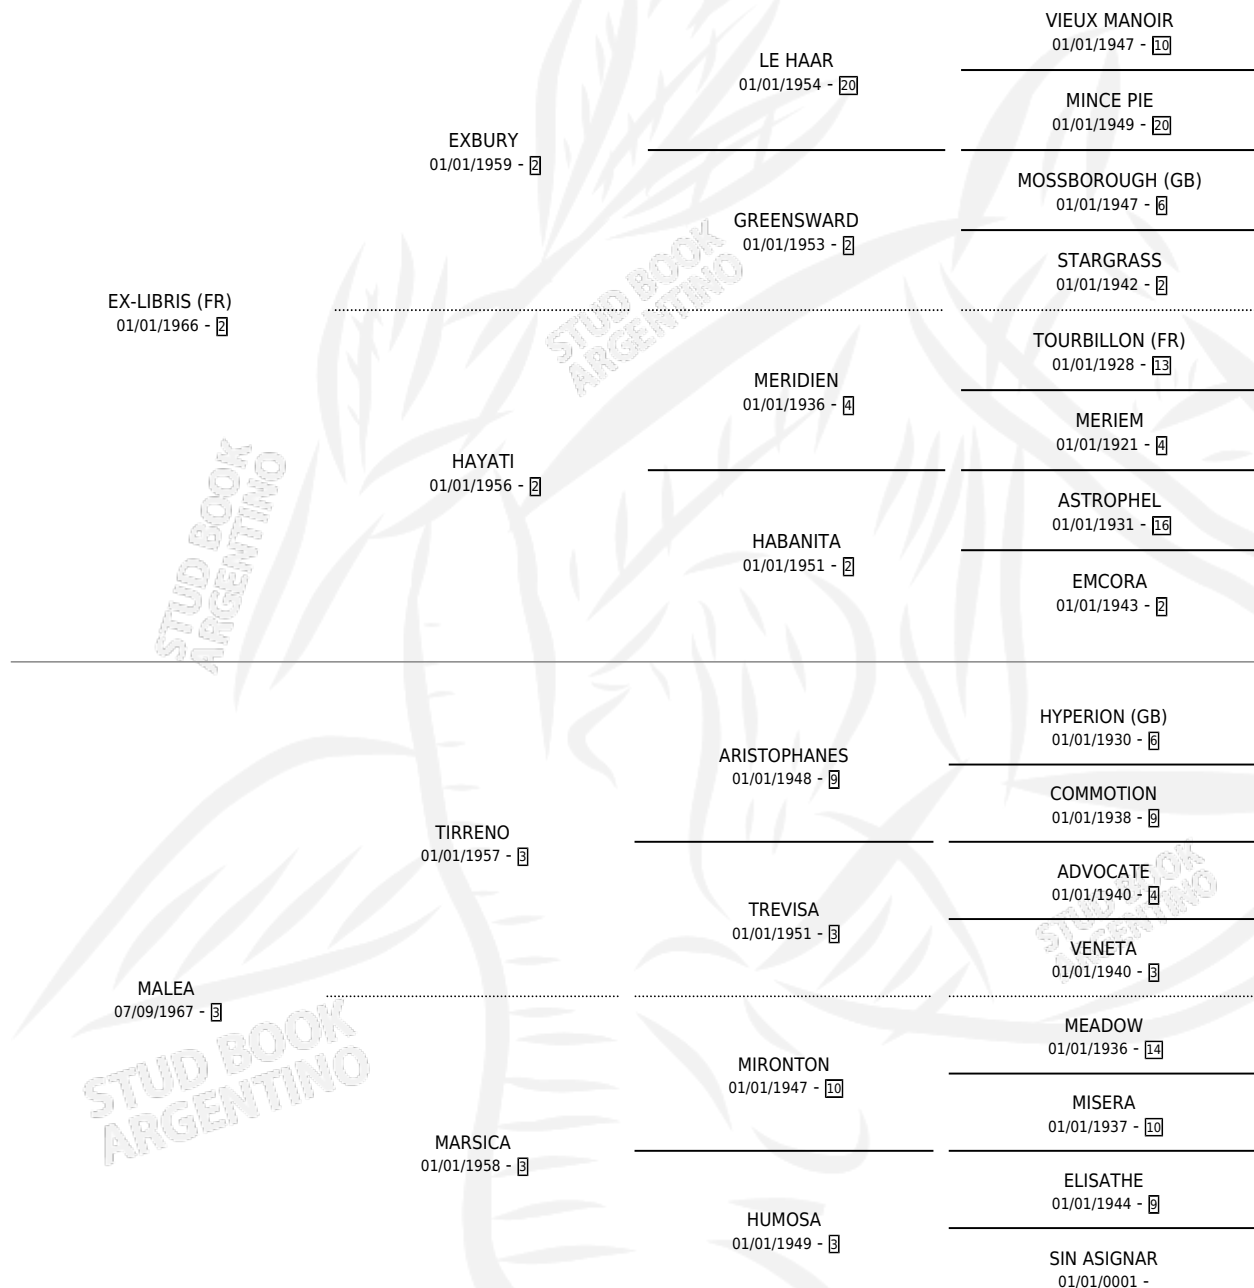 VIEUX MANOIR
01/01/1947 - 10
LE HAAR
01/01/1954 - 20
MINCE PIE
01/01/1949 - 20
EXBURY
01/01/1959 - 2
MOSSBOROUGH (GB)
01/01/1947 - 6
GREENSWARD
01/01/1953 - 2
STARGRASS
01/01/1942 - 2
EX-LIBRIS (FR)
01/01/1966 - 2
TOURBILLON (FR)
01/01/1928 - 13
MERIDIEN
01/01/1936 - 4
MERIEM
01/01/1921 - 4
HAYATI
01/01/1956 - 2
ASTROPHEL
01/01/1931 - 16
HABANITA
01/01/1951 - 2
EMCORA
01/01/1943 - 2
HYPERION (GB)
01/01/1930 - 6
ARISTOPHANES
01/01/1948 - 9
COMMOTION
01/01/1938 - 9
TIRRENO
01/01/1957 - 3
ADVOCATE
01/01/1940 - 4
TREVISA
01/01/1951 - 3
VENETA
01/01/1940 - 3
MALEA
07/09/1967 - 3
MEADOW
01/01/1936 - 14
MIRONTON
01/01/1947 - 10
MISERA
01/01/1937 - 10
MARSICA
01/01/1958 - 3
ELISATHE
01/01/1944 - 9
HUMOSA
01/01/1949 - 3
SIN ASIGNAR
01/01/0001 -
STUD BOOK
ARGENTINO
STUD BOOK
ARGENTINO
STUD BOOK
ARGENTINO
STUD BOOK
ARGENTINO